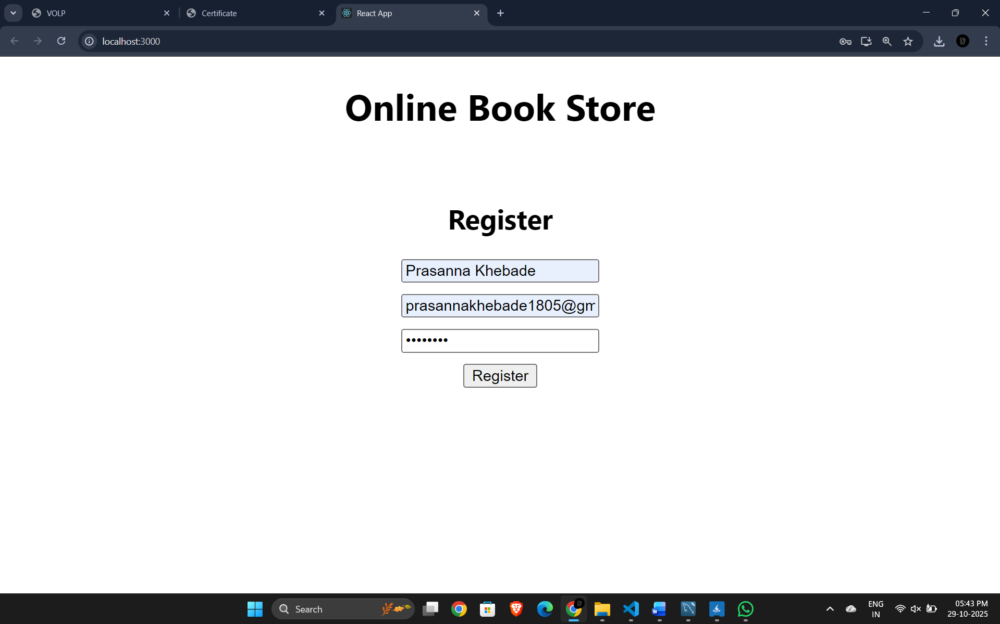 VOLP
Certificate
React App
localhost:3000
Online Book Store
Register
Prasanna Khebade
prasannakhebade1805@gm
••••••••
Register
Search
ENG
IN
05:43 PM
29-10-2025